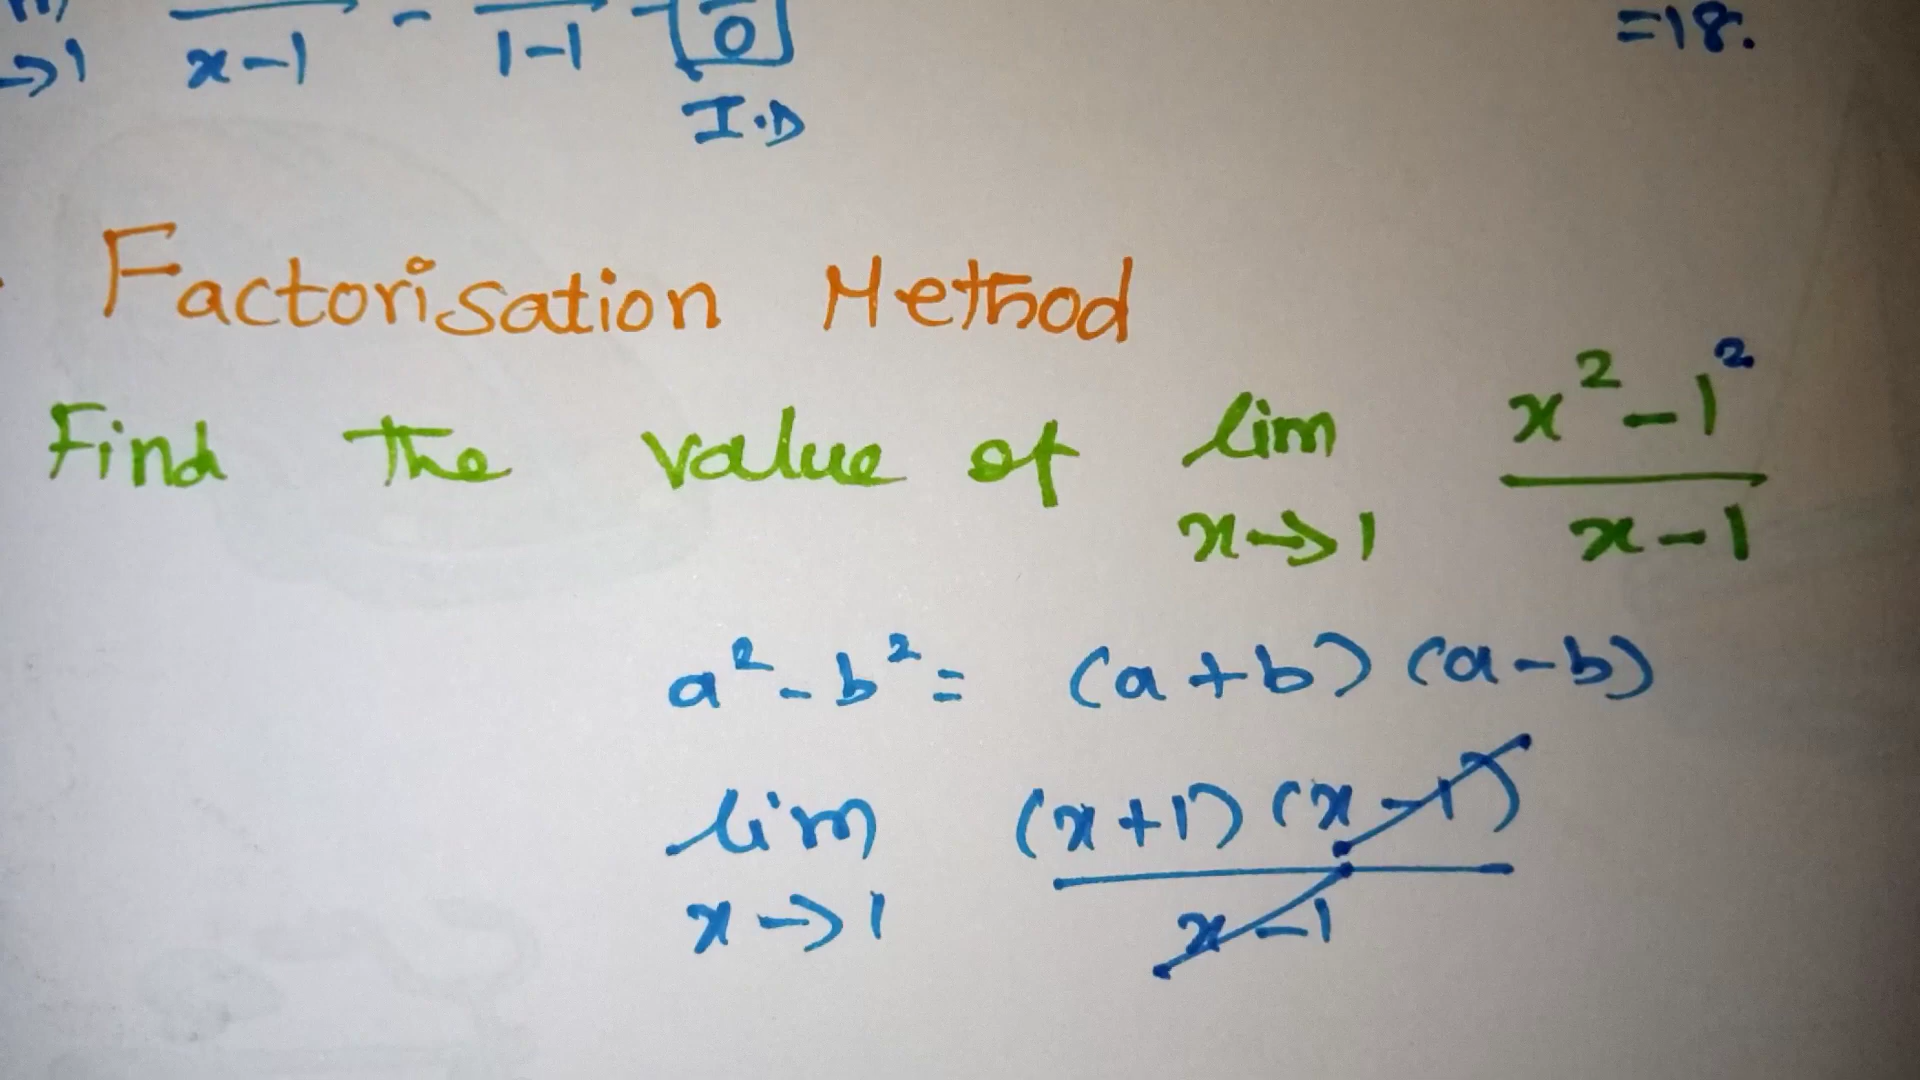 →1 x-1 - 1-1 - 0 =18.
I.D
Factorisation Method
Find the value of lim x²-1²
x→1 x-1
a²-b²= (a+b) (a-b)
lim (x+1) (x-1)
x→1 x-1